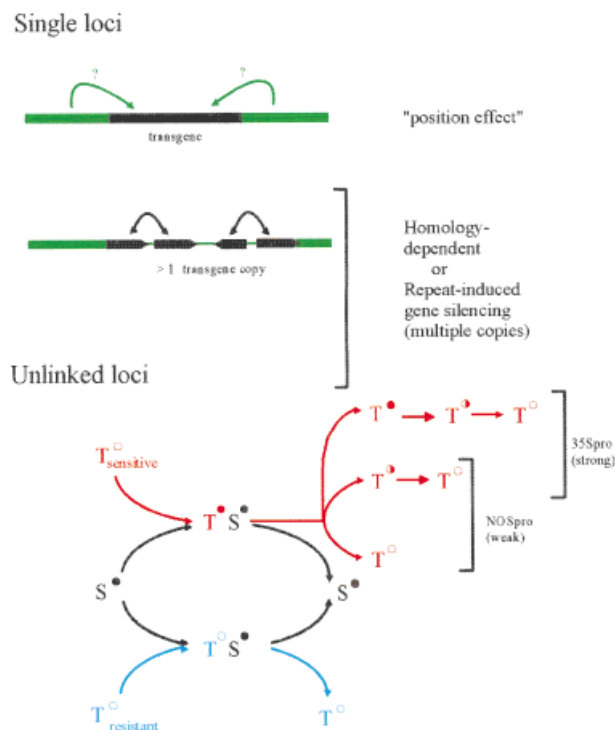 Single loci
?
?
transgene
"position effect"
> 1 transgene copy
Homology-
dependent
or
Repeat-induced
gene silencing
(multiple copies)
Unlinked loci
T
T
T
35Spro
(strong)
T sensitive
T
T
NOSpro
(weak)
T S
T
S
S
T S
T resistant
T